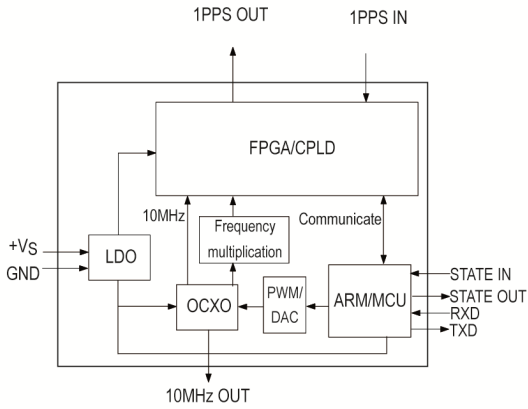 1PPS OUT
1PPS IN
FPGA/CPLD
10MHz
Frequency
multiplication
Communicate
+VS
GND
LDO
OCXO
PWM/
DAC
ARM/MCU
STATE IN
STATE OUT
RXD
TXD
10MHz OUT